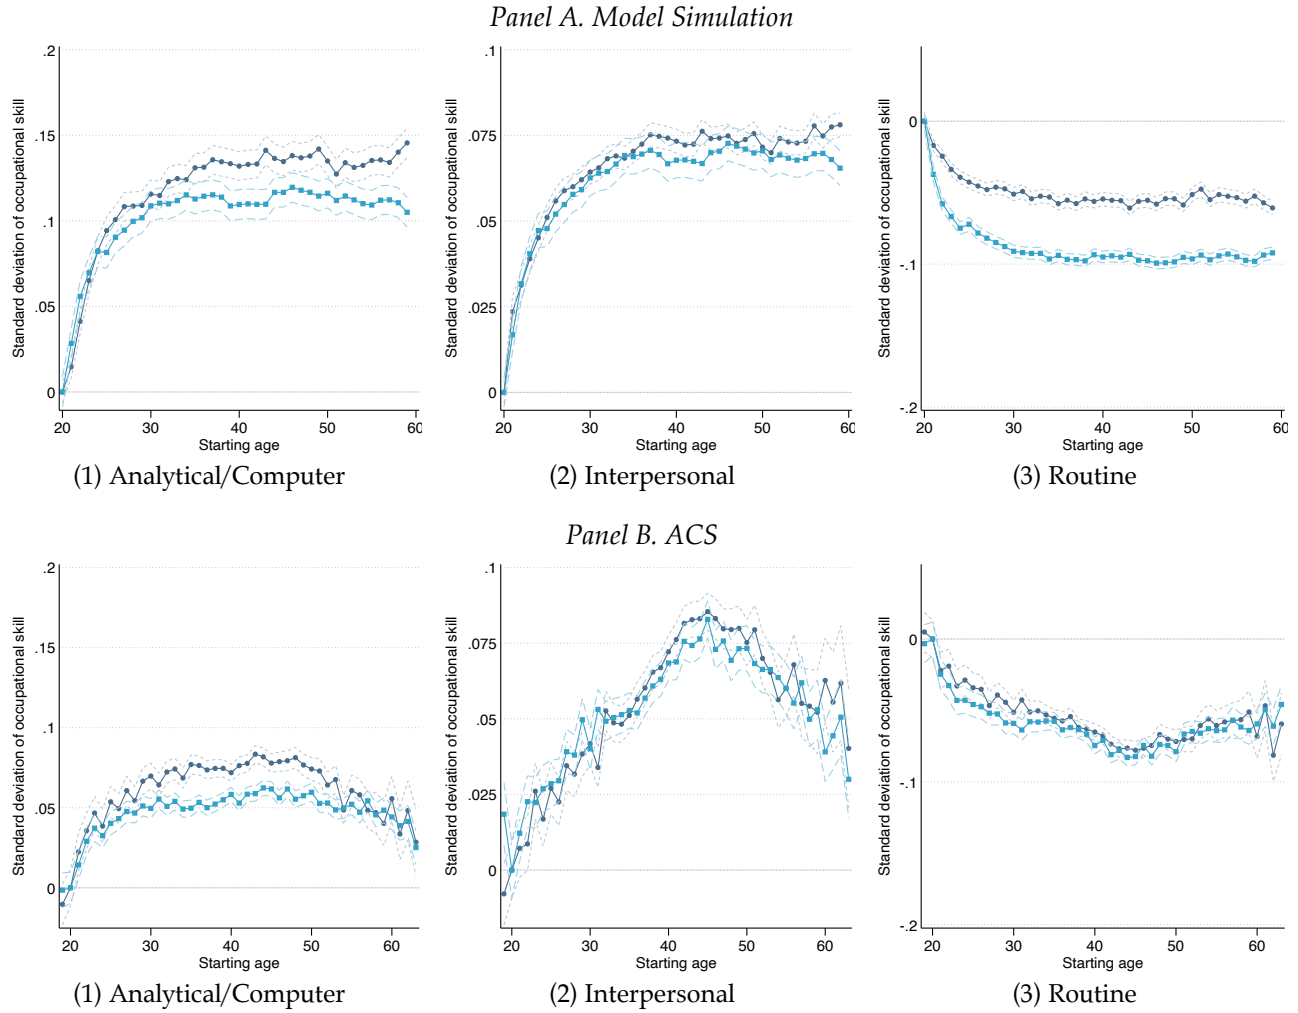 Panel A. Model Simulation
Standard deviation of occupational skill
.2
.15
.1
.05
0
20 30 40 50 60
Starting age
(1) Analytical/Computer
Standard deviation of occupational skill
.1
.075
.05
.025
0
20 30 40 50 60
Starting age
(2) Interpersonal
Standard deviation of occupational skill
0
-.1
-.2
20 30 40 50 60
Starting age
(3) Routine
Panel B. ACS
Standard deviation of occupational skill
.2
.15
.1
.05
0
20 30 40 50 60
Starting age
(1) Analytical/Computer
Standard deviation of occupational skill
.1
.075
.05
.025
0
20 30 40 50 60
Starting age
(2) Interpersonal
Standard deviation of occupational skill
0
-.1
-.2
20 30 40 50 60
Starting age
(3) Routine